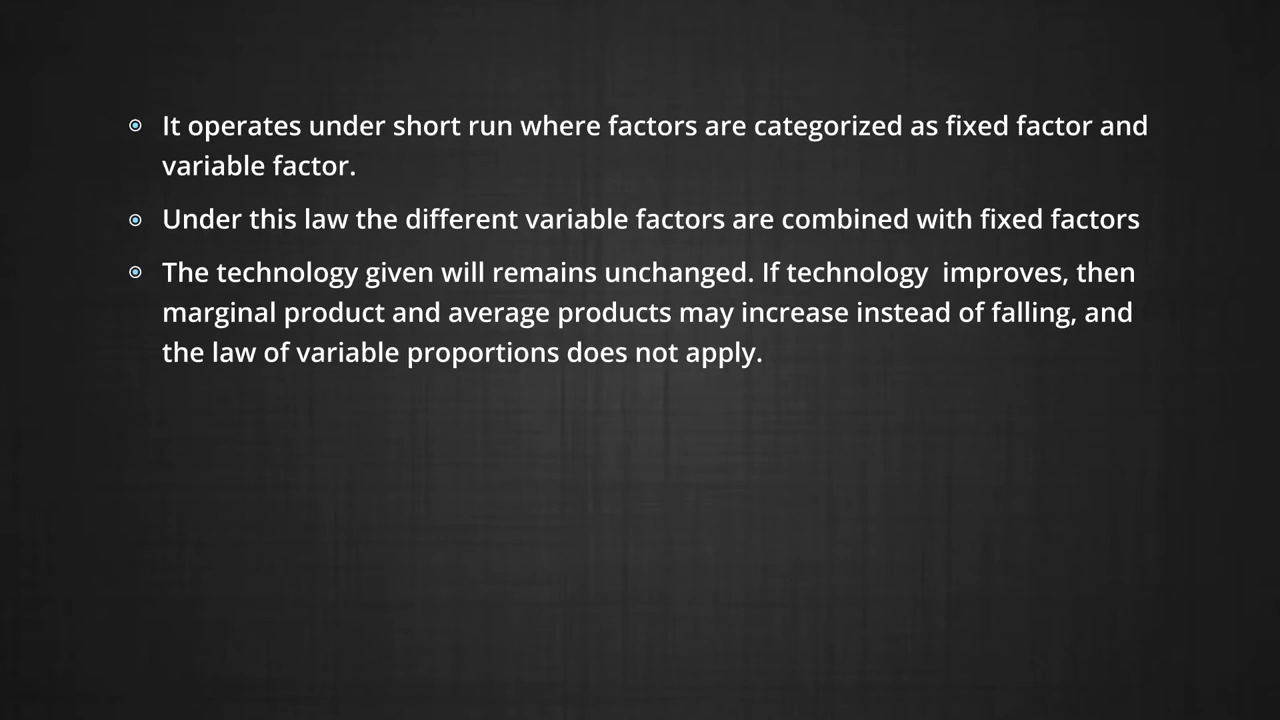 It operates under short run where factors are categorized as fixed factor and
variable factor.
Under this law the different variable factors are combined with fixed factors
The technology given will remains unchanged. If technology  improves, then
marginal product and average products may increase instead of falling, and
the law of variable proportions does not apply.